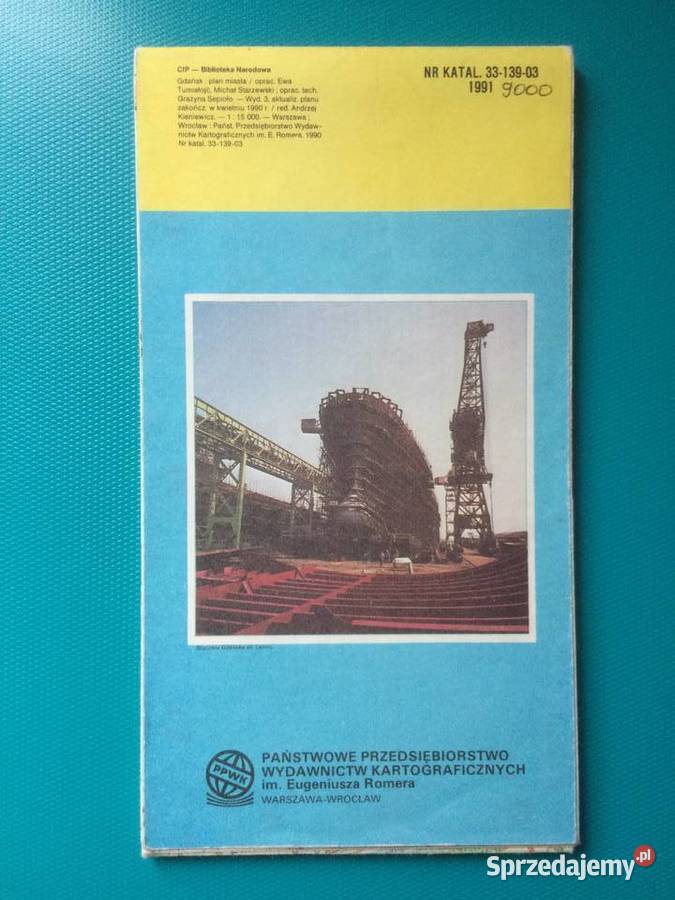 CIP — Biblioteka Narodowa
Gdańsk : plan miasta / oprac. Ewa
Tumiałojć, Michał Starzewski ; oprac. tech.
Grażyna Sepioło. — Wyd. 3, aktualiz. planu
zakończ. w kwietniu 1990 r. / red. Andrzej
Kieniewicz. — 1 : 15 000. — Warszawa ;
Wrocław : Państ. Przedsiębiorstwo Wydaw-
nictw Kartograficznych im. E. Romera, 1990
Nr katal. 33-139-03
NR KATAL. 33-139-03
1991 9000
PPWK
PAŃSTWOWE PRZEDSIĘBIORSTWO
WYDAWNICTW KARTOGRAFICZNYCH
im. Eugeniusza Romera
WARSZAWA-WROCŁAW
Sprzedajemy.pl